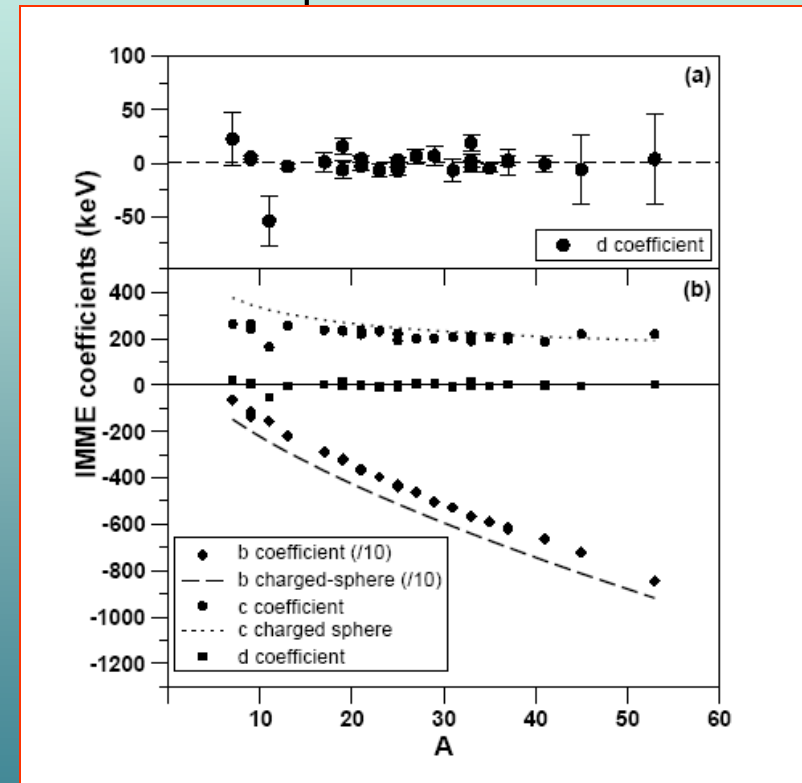 100
(a)
50
0
-50
d coefficient
IMME coefficients (keV)
400
(b)
200
0
-200
-400
-600
-800
-1000
-1200
b coefficient (/10)
b charged-sphere (/10)
c coefficient
c charged sphere
d coefficient
10 20 30 40 50 60
A